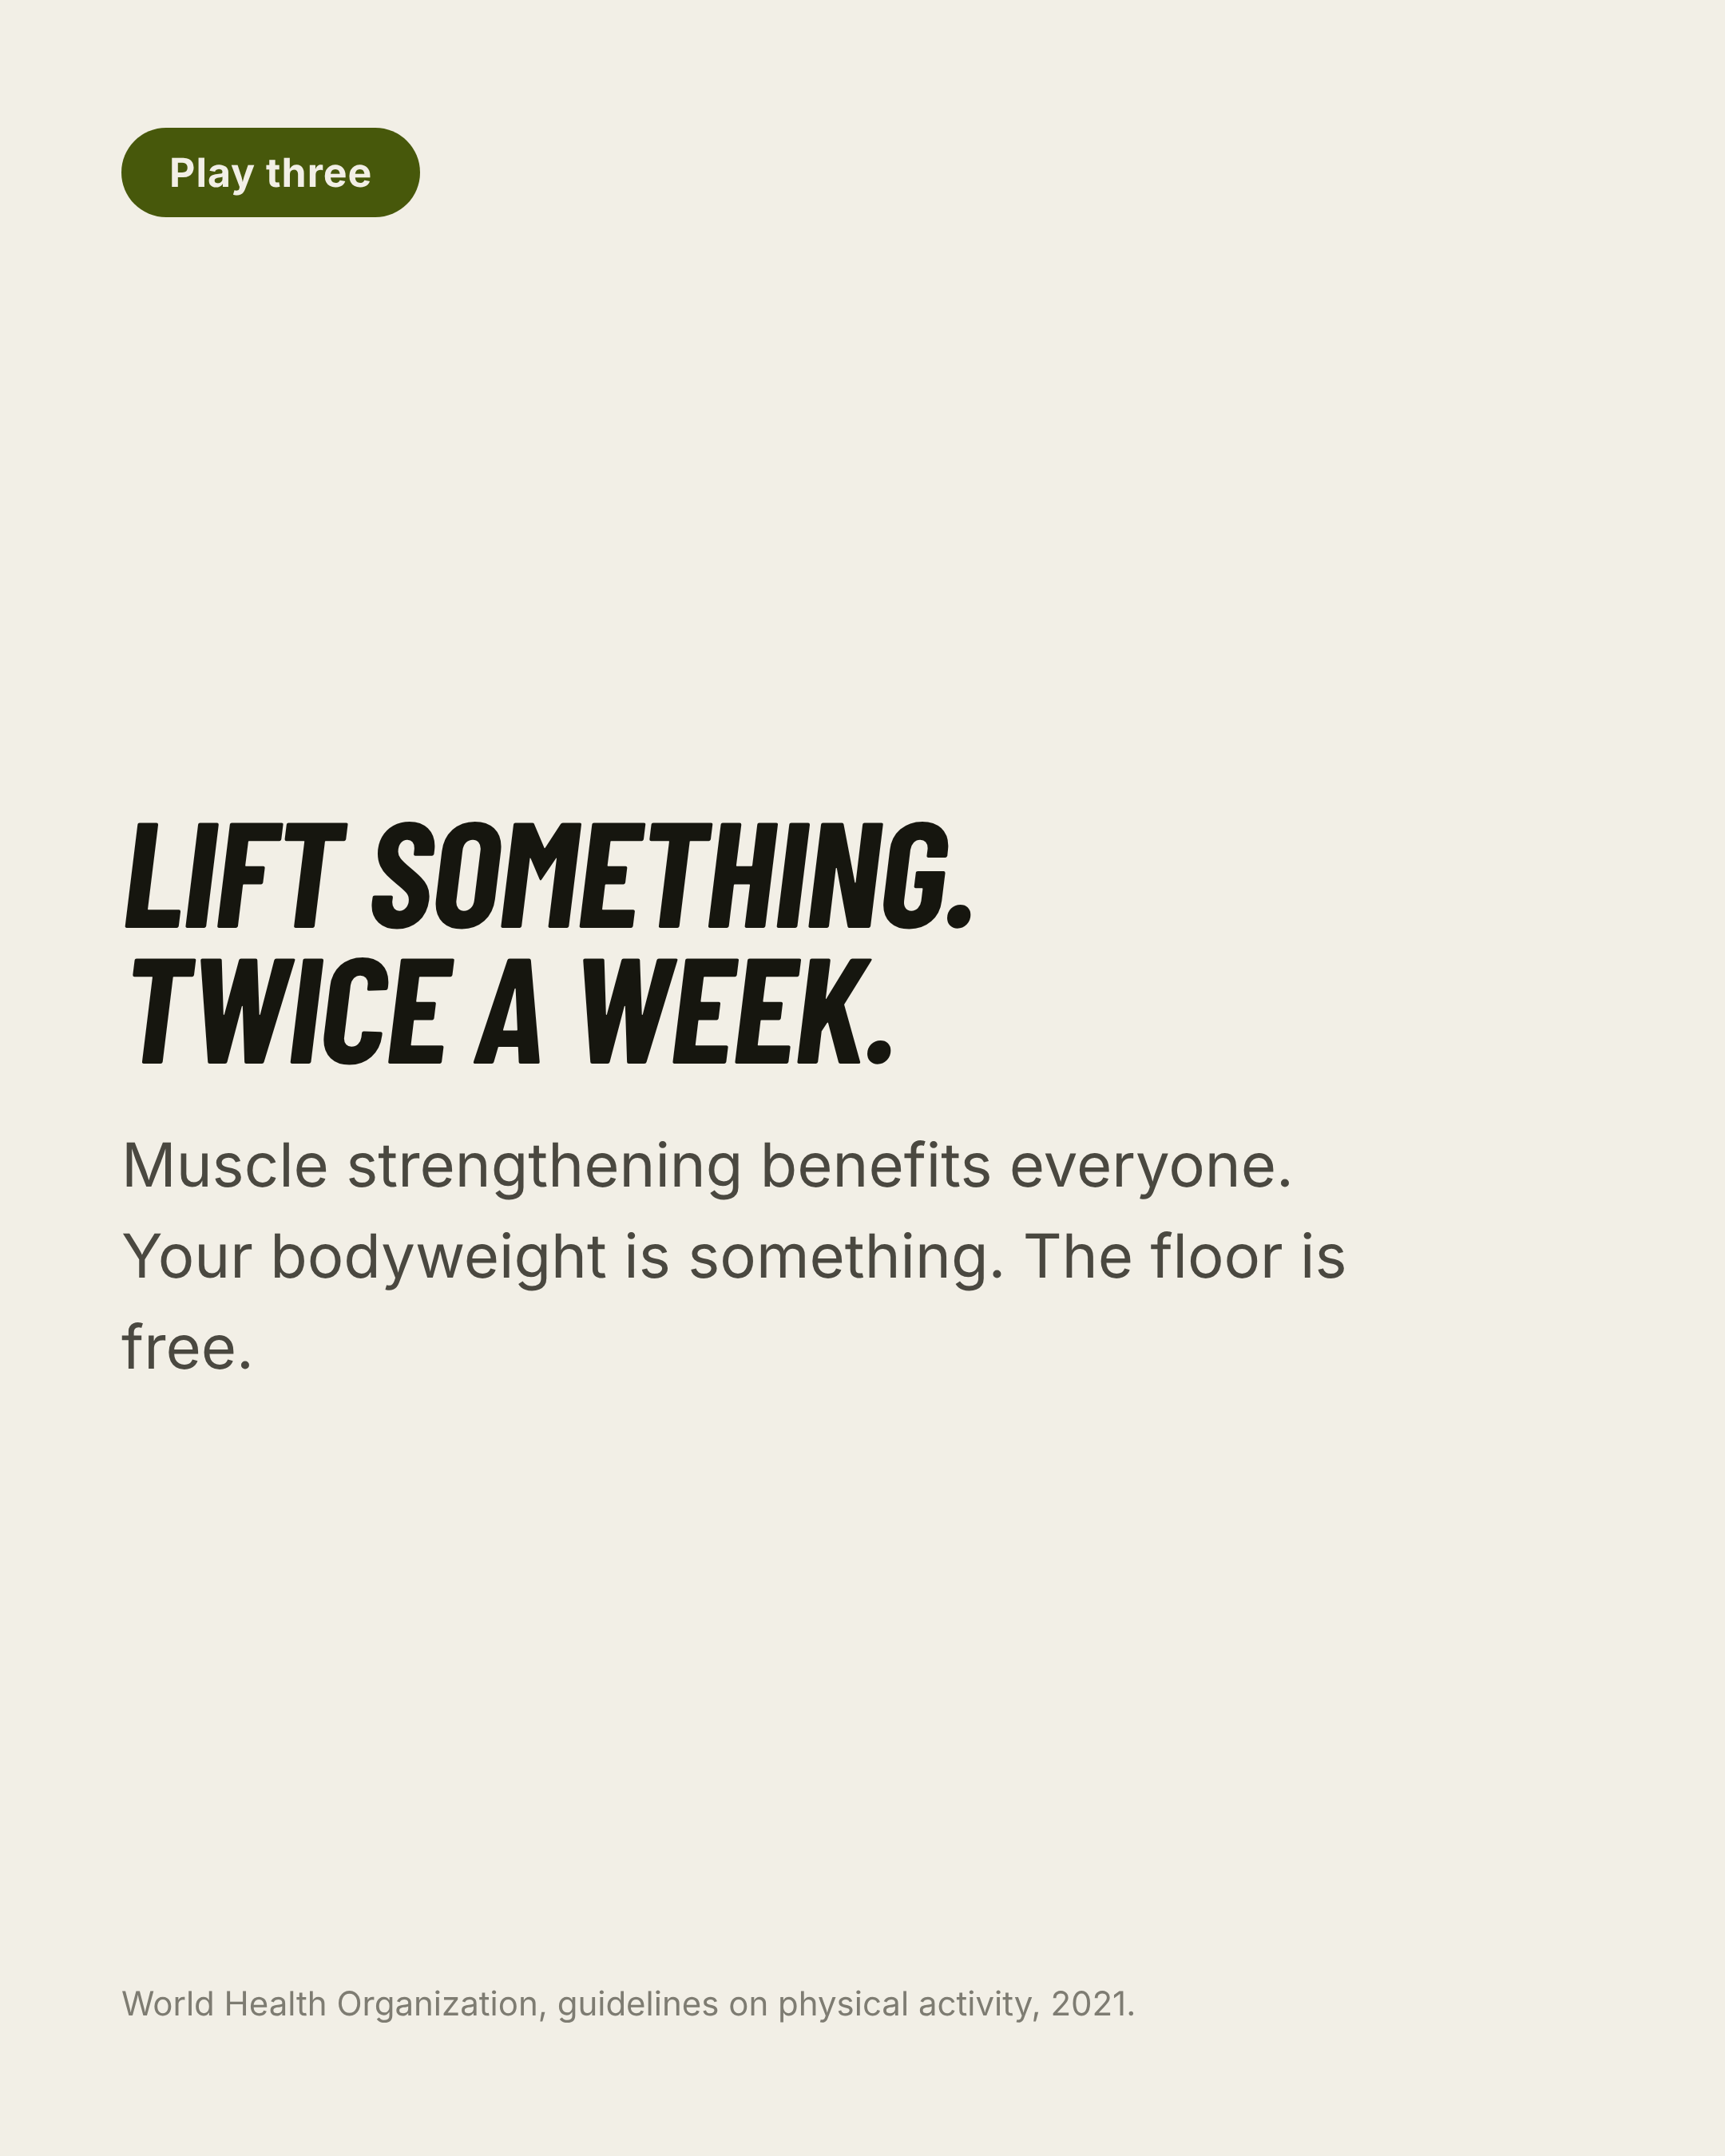 Play three
LIFT SOMETHING.
TWICE A WEEK.
Muscle strengthening benefits everyone.
Your bodyweight is something. The floor is
free.
World Health Organization, guidelines on physical activity, 2021.